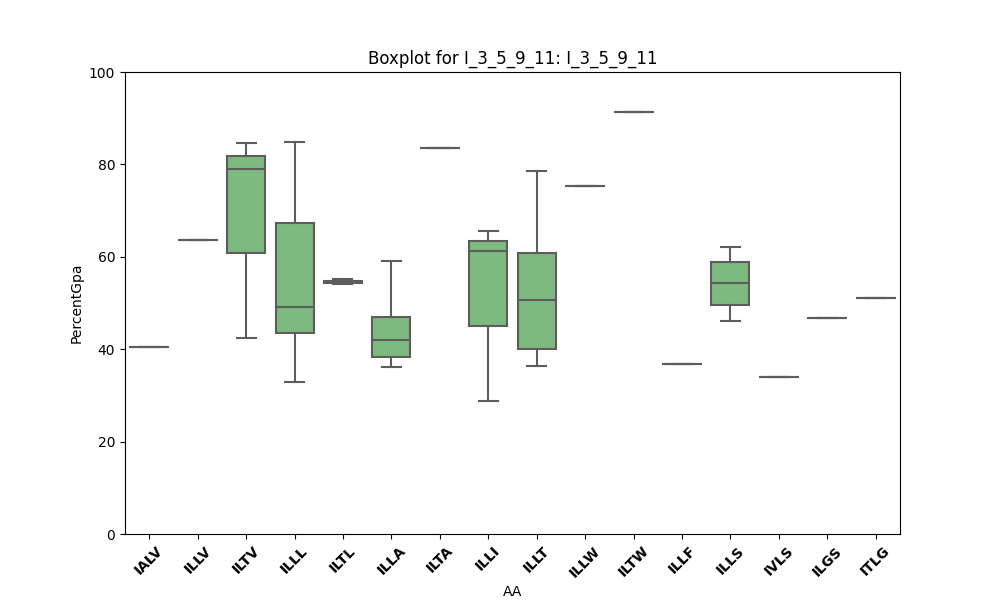 Boxplot for I_3_5_9_11: I_3_5_9_11
PercentGpa
100
80
60
40
20
0
IALV
ILLV
ILTV
ILLL
ILTL
ILLA
ILTA
ILLI
ILLT
ILLW
ILTW
ILLF
ILLS
IVLS
ILGS
ITLG
AA